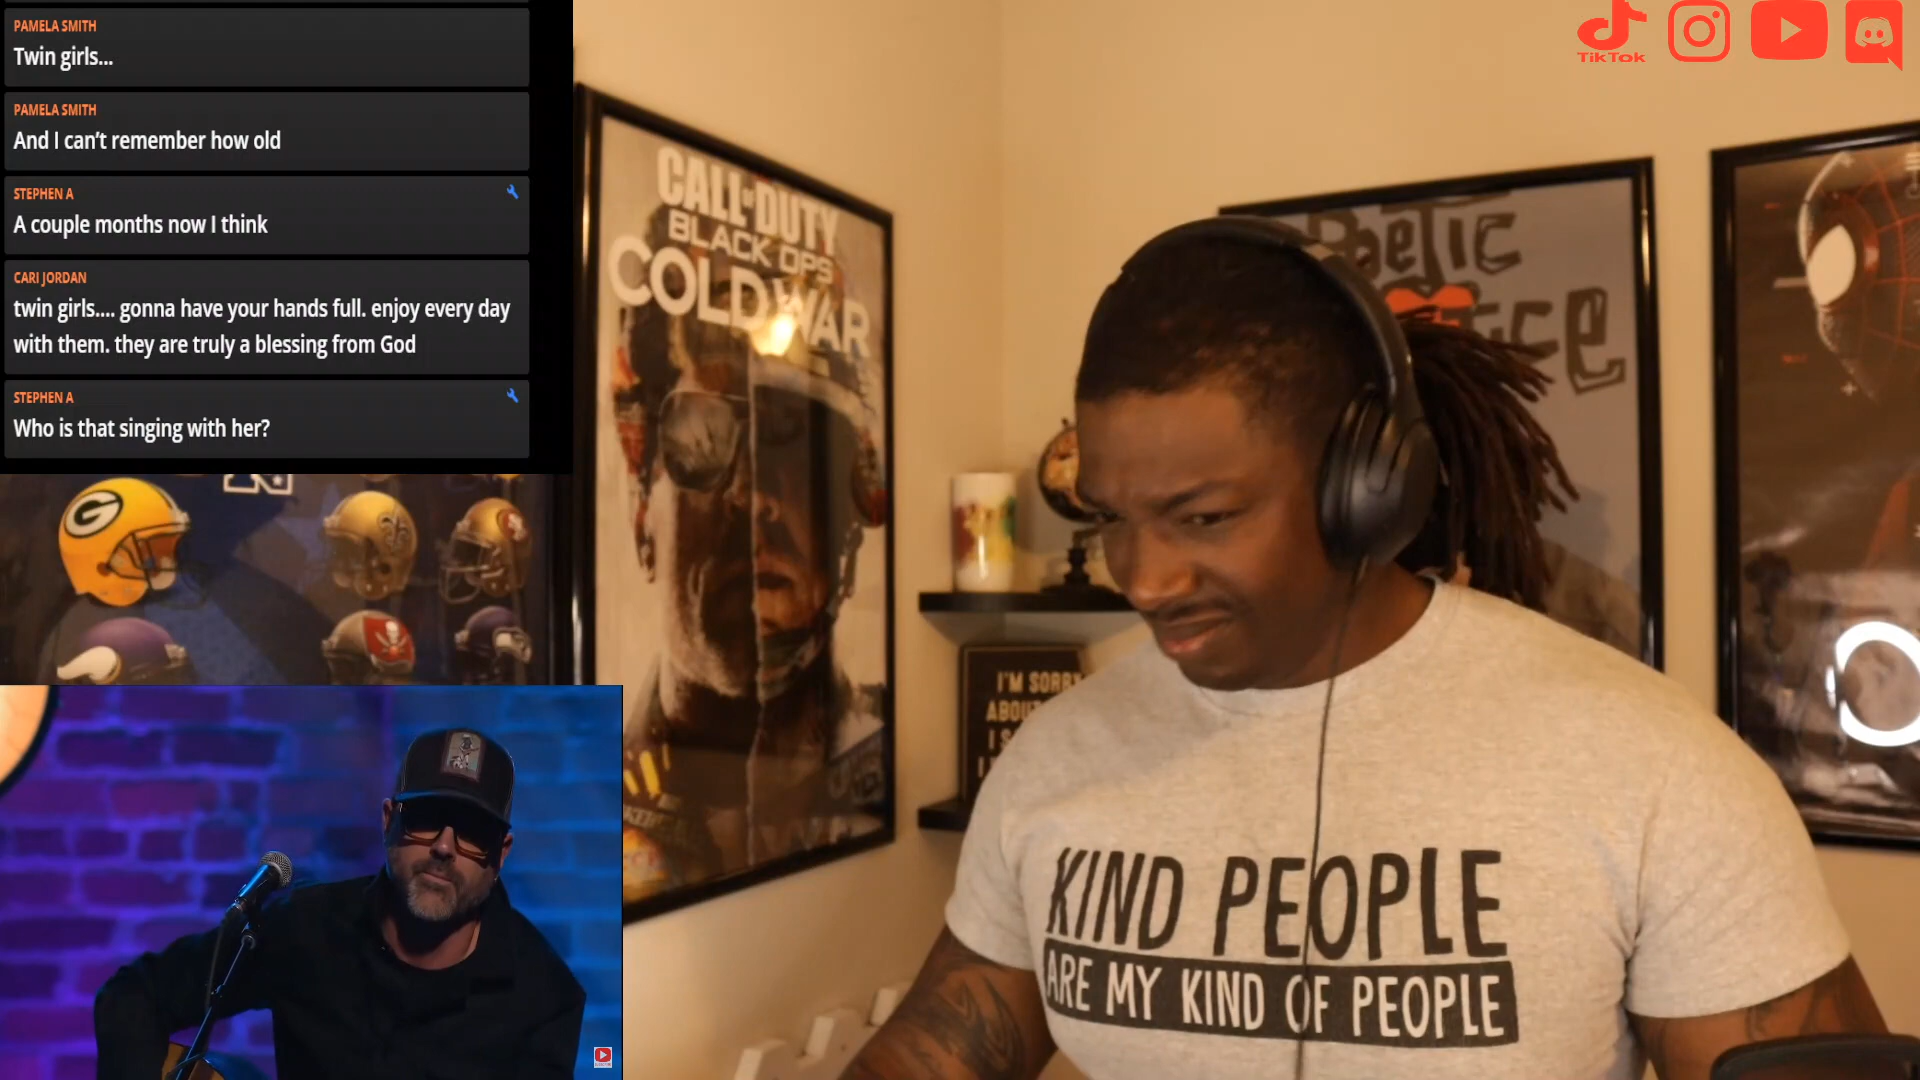 PAMELA SMITH
Twin girls...
PAMELA SMITH
And I can't remember how old
STEPHEN A
A couple months now I think
CARI JORDAN
twin girls.... gonna have your hands full. enjoy every day
with them. they are truly a blessing from God
STEPHEN A
Who is that singing with her?
TikTok
CALL OF DUTY
BLACK OPS
COLD WAR
Poetic
I'M SORRY
KIND PEOPLE
ARE MY KIND OF PEOPLE